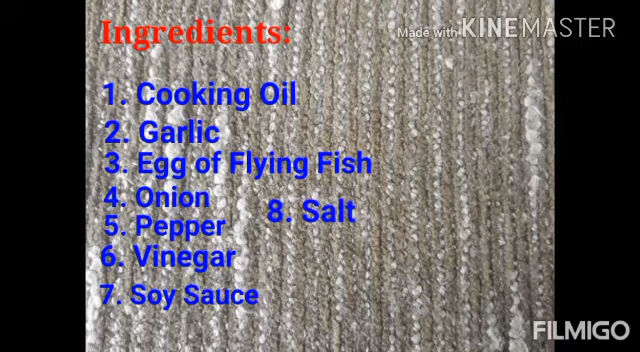 Ingredients:
Made with KINEMASTER
1. Cooking Oil
2. Garlic
3. Egg of Flying Fish
4. Onion
8. Salt
5. Pepper
6. Vinegar
7. Soy Sauce
FILMIGO